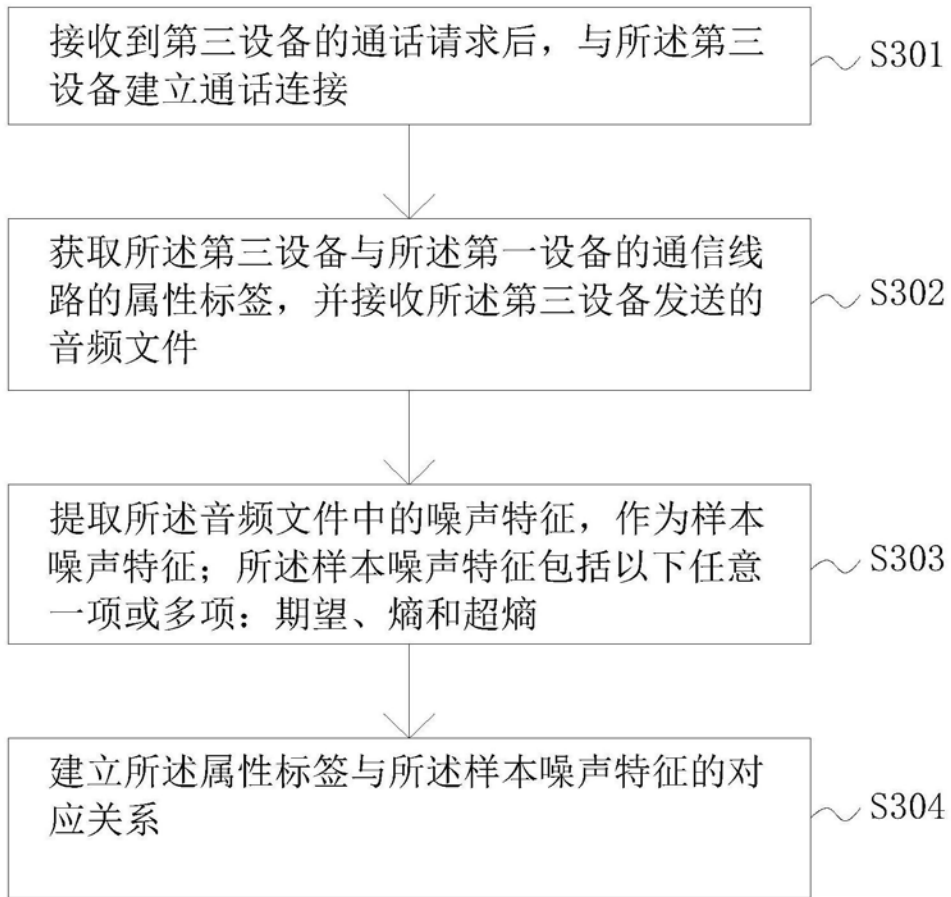 接收到第三设备的通话请求后，与所述第三
设备建立通话连接
S301
获取所述第三设备与所述第一设备的通信线
路的属性标签，并接收所述第三设备发送的
音频文件
S302
提取所述音频文件中的噪声特征，作为样本
噪声特征；所述样本噪声特征包括以下任意
一项或多项：期望、熵和超熵
S303
建立所述属性标签与所述样本噪声特征的对
应关系
S304